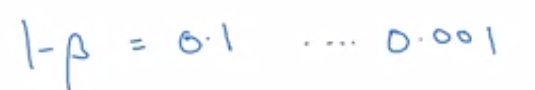 1-β = 0.1 ..... 0.001